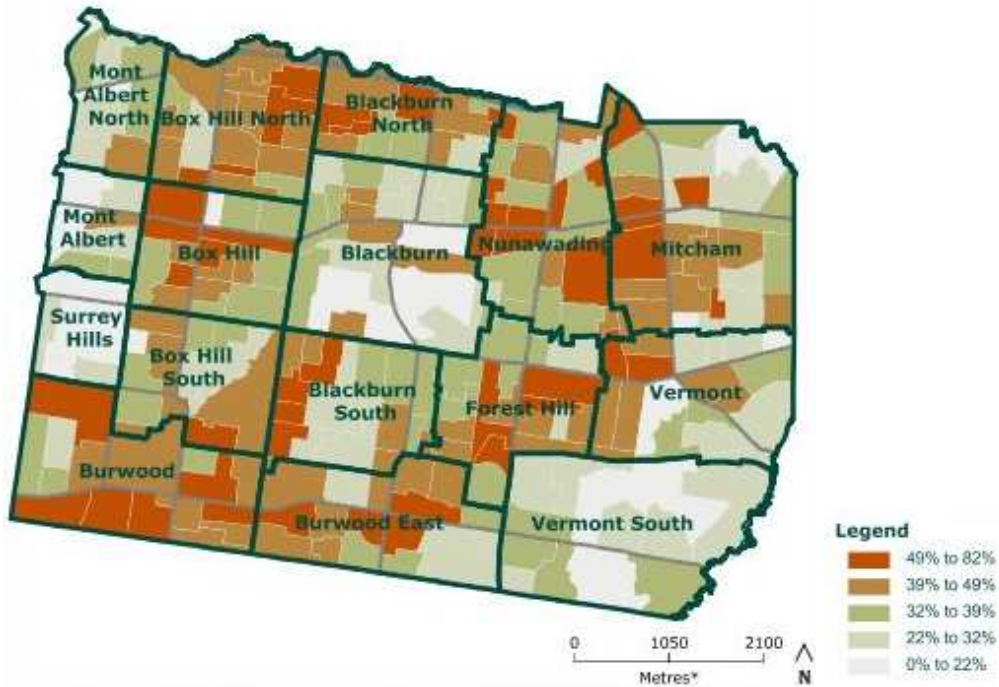 Mont
Albert
North
Box Hill North
Blackburn
North
Mont
Albert
Box Hill
Blackburn
Nunawading
Mitcham
Surrey
Hills
Box Hill
South
Blackburn
South
Forest Hill
Vermont
Burwood
Burwood East
Vermont South
Legend
49% to 82%
39% to 49%
32% to 39%
22% to 32%
0% to 22%
0 1050 2100
Metres*
N